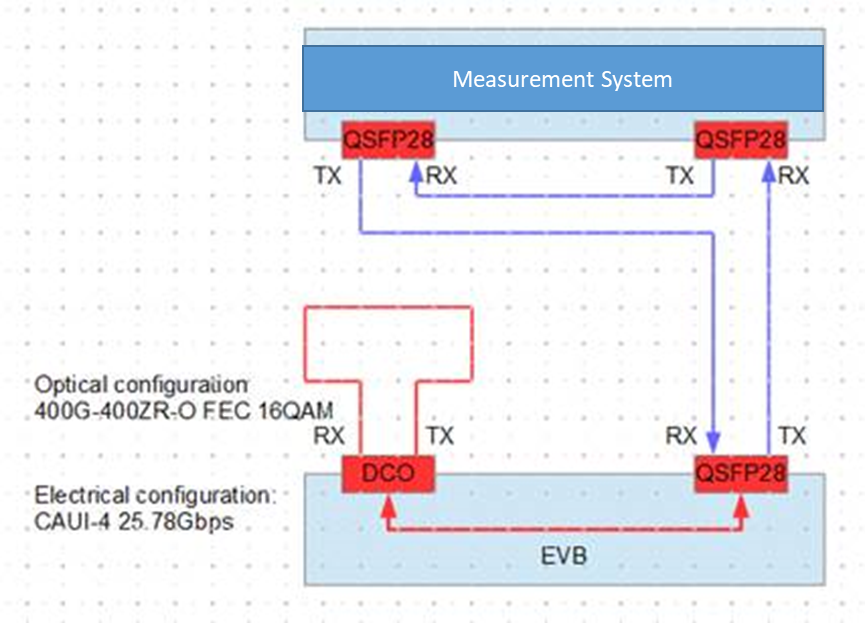 Measurement System
QSFP28
QSFP28
TX
RX
TX
RX
Optical configuration
400G-400ZR-O FEC 16QAM
RX
TX
RX
TX
DCO
QSFP28
Electrical configuration:
CAUI-4 25.78Gbps
EVB